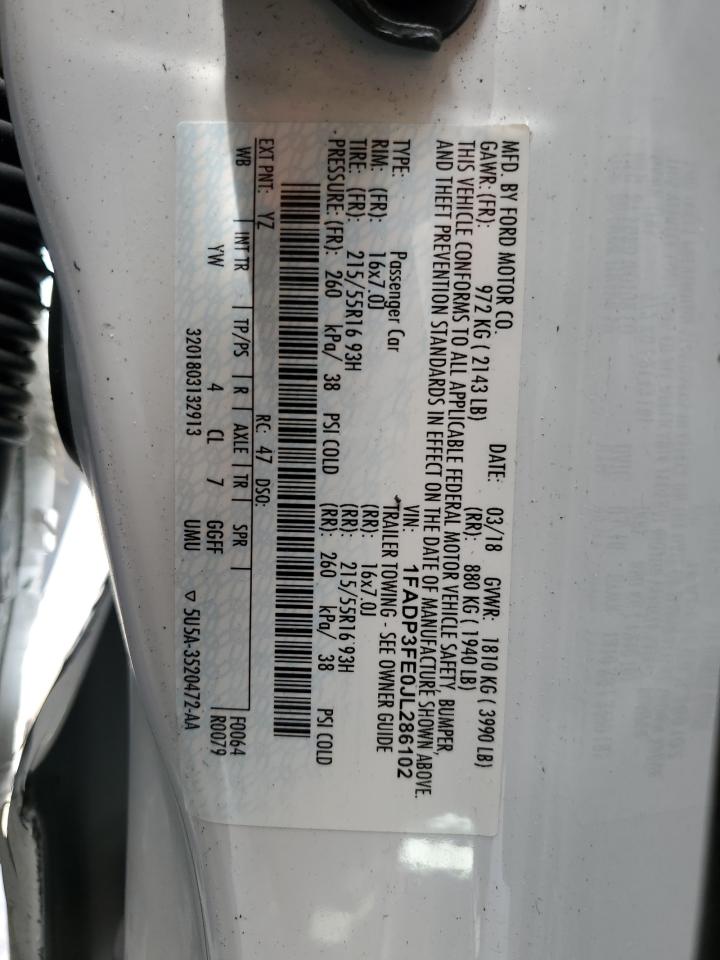 MFD. BY FORD MOTOR CO.
DATE: 03/18 GVWR: 1810 KG ( 3990 LB)
GAWR: (FR): 972 KG ( 2143 LB) (RR): 880 KG ( 1940 LB)
THIS VEHICLE CONFORMS TO ALL APPLICABLE FEDERAL MOTOR VEHICLE SAFETY, BUMPER,
AND THEFT PREVENTION STANDARDS IN EFFECT ON THE DATE OF MANUFACTURE SHOWN ABOVE.
VIN: 1FADP3FE0JL286102
TYPE: Passenger Car TRAILER TOWING - SEE OWNER GUIDE
RIM: (FR): 16x7.0J (RR): 16x7.0J
TIRE: (FR): 215/55R16 93H (RR): 215/55R16 93H
PRESSURE: (FR): 260 kPa/ 38 PSI COLD (RR): 260 kPa/ 38 PSI COLD
EXT PNT: YZ RC: 47 DSO:
WB INT TR TP/PS R AXLE TR SPR F0064
YW 4 CL 7 GGFF R0079
3201803132913 UMU ▽ 5U5A-3520472-AA